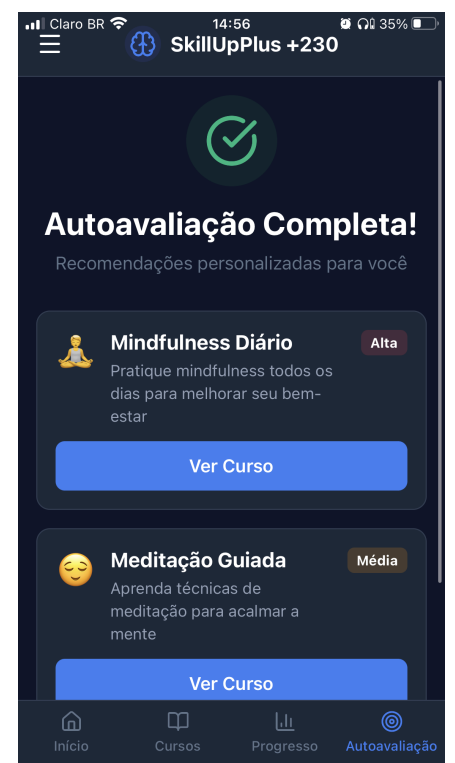 Claro BR 14:56 35%
SkillUpPlus +230
Autoavaliação Completa!
Recomendações personalizadas para você
Mindfulness Diário
Alta
Pratique mindfulness todos os
dias para melhorar seu bem-
estar
Ver Curso
Meditação Guiada
Média
Aprenda técnicas de
meditação para acalmar a
mente
Ver Curso
Início Cursos Progresso Autoavaliação